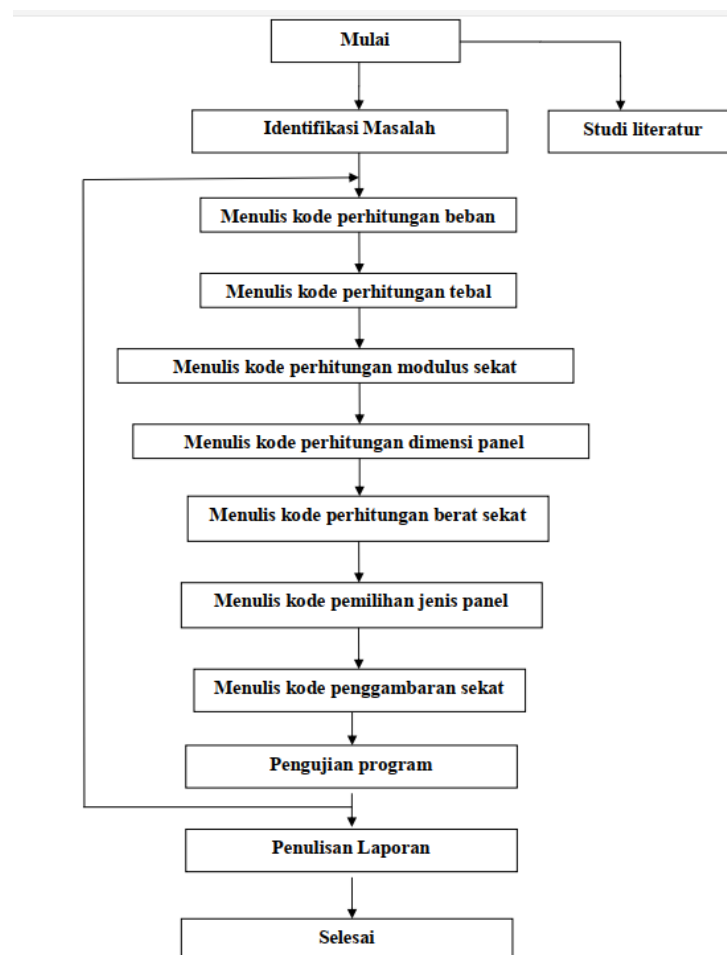 Mulai
Identifikasi Masalah
Studi literatur
Menulis kode perhitungan beban
Menulis kode perhitungan tebal
Menulis kode perhitungan modulus sekat
Menulis kode perhitungan dimensi panel
Menulis kode perhitungan berat sekat
Menulis kode pemilihan jenis panel
Menulis kode penggambaran sekat
Pengujian program
Penulisan Laporan
Selesai